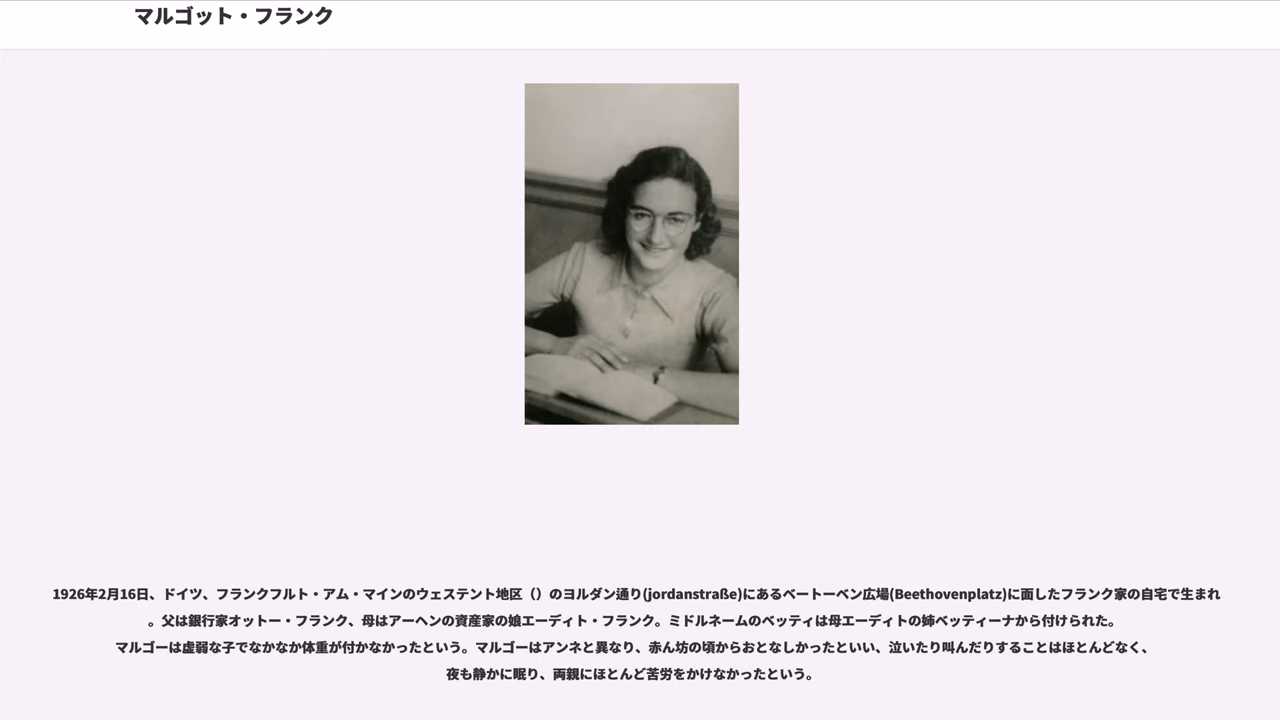 マルゴット・フランク
1926年2月16日、ドイツ、フランクフルト・アム・マインのウェステント地区（）のヨルダン通り(jordanstraße)にあるベートーベン広場(Beethovenplatz)に面したフランク家の自宅で生まれ
。父は銀行家オットー・フランク、母はアーヘンの資産家の娘エーディト・フランク。ミドルネームのベッティは母エーディトの姉ベッティーナから付けられた。
マルゴーは虚弱な子でなかなか体重が付かなかったという。マルゴーはアンネと異なり、赤ん坊の頃からおとなしかったといい、泣いたり叫んだりすることはほとんどなく、
夜も静かに眠り、両親にほとんど苦労をかけなかったという。